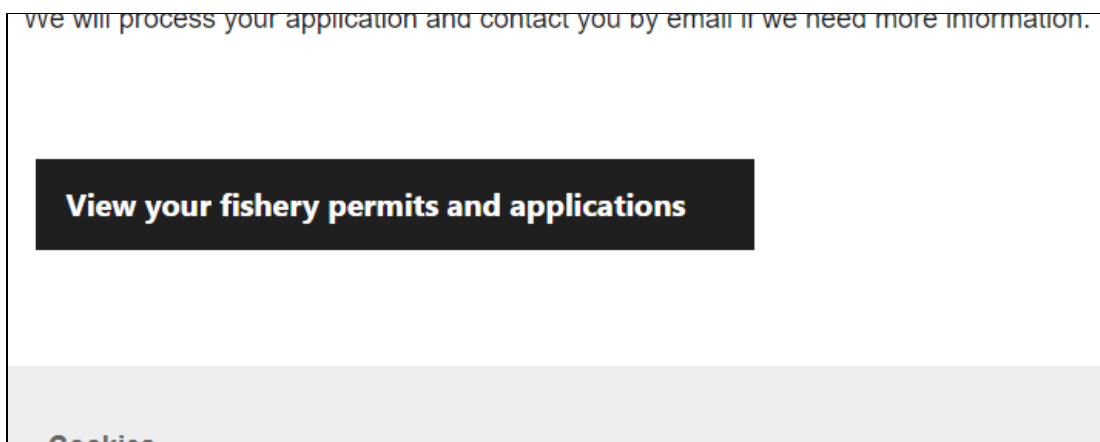 We will process your application and contact you by email if we need more information.
View your fishery permits and applications
Cookies